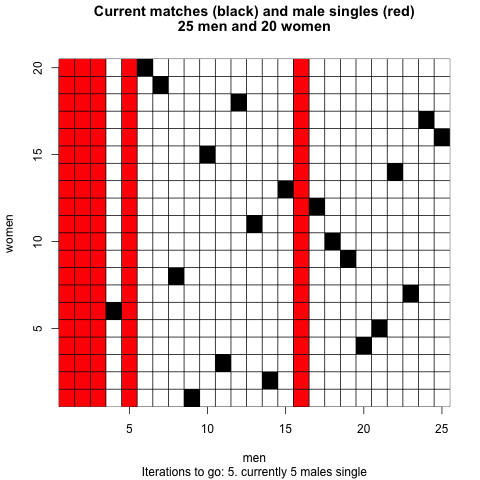 Current matches (black) and male singles (red)
25 men and 20 women
20
15
10
5
women
5
10
15
20
25
men
Iterations to go: 5. currently 5 males single